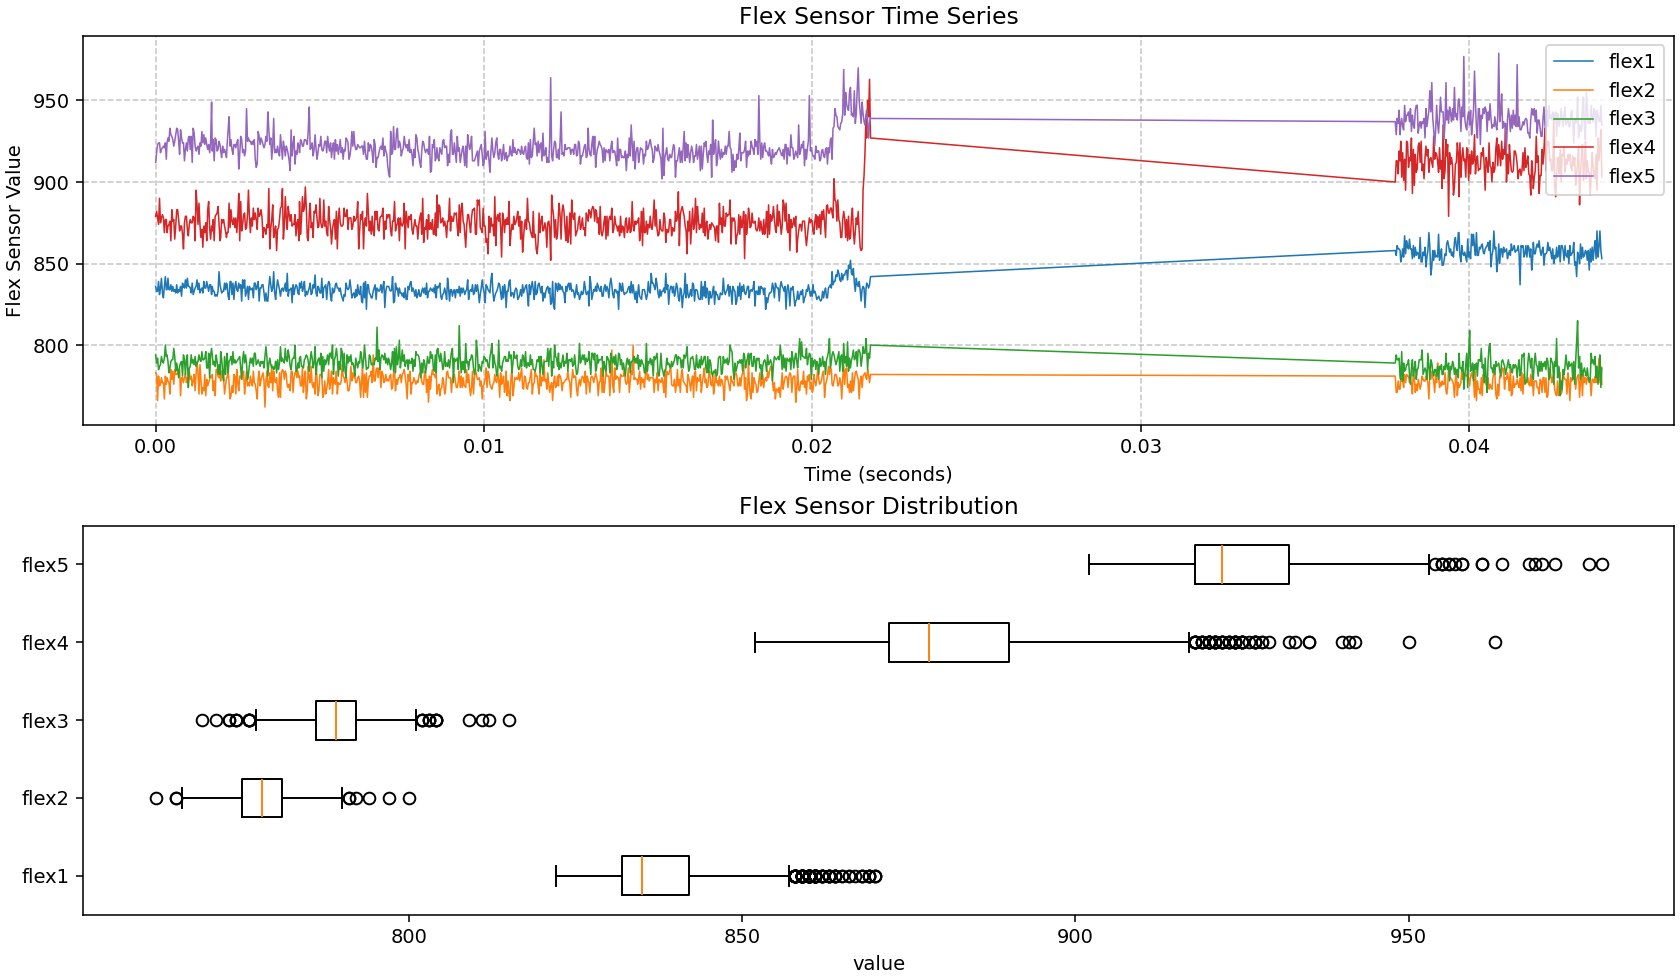 Flex Sensor Time Series
Flex Sensor Value
950
900
850
800
flex1
flex2
flex3
flex4
flex5
0.00 0.01 0.02 0.03 0.04
Time (seconds)
Flex Sensor Distribution
flex5
flex4
flex3
flex2
flex1
800 850 900 950
value